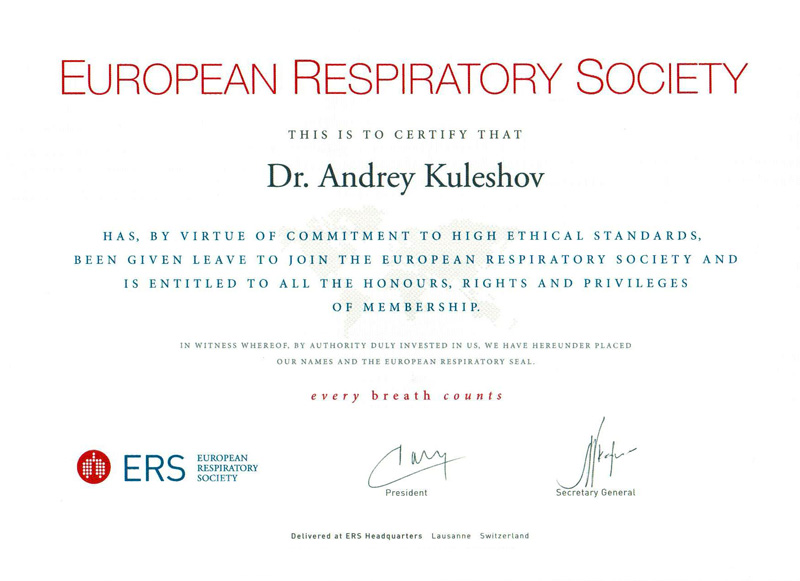 EUROPEAN RESPIRATORY SOCIETY
THIS IS TO CERTIFY THAT
Dr. Andrey Kuleshov
HAS, BY VIRTUE OF COMMITMENT TO HIGH ETHICAL STANDARDS,
BEEN GIVEN LEAVE TO JOIN THE EUROPEAN RESPIRATORY SOCIETY AND
IS ENTITLED TO ALL THE HONOURS, RIGHTS AND PRIVILEGES
OF MEMBERSHIP.
IN WITNESS WHEREOF, BY AUTHORITY DULY INVESTED IN US, WE HAVE HEREUNDER PLACED
OUR NAMES AND THE EUROPEAN RESPIRATORY SEAL.
every breath counts
ERS
EUROPEAN
RESPIRATORY
SOCIETY
President
Secretary General
Delivered at ERS Headquarters Lausanne Switzerland